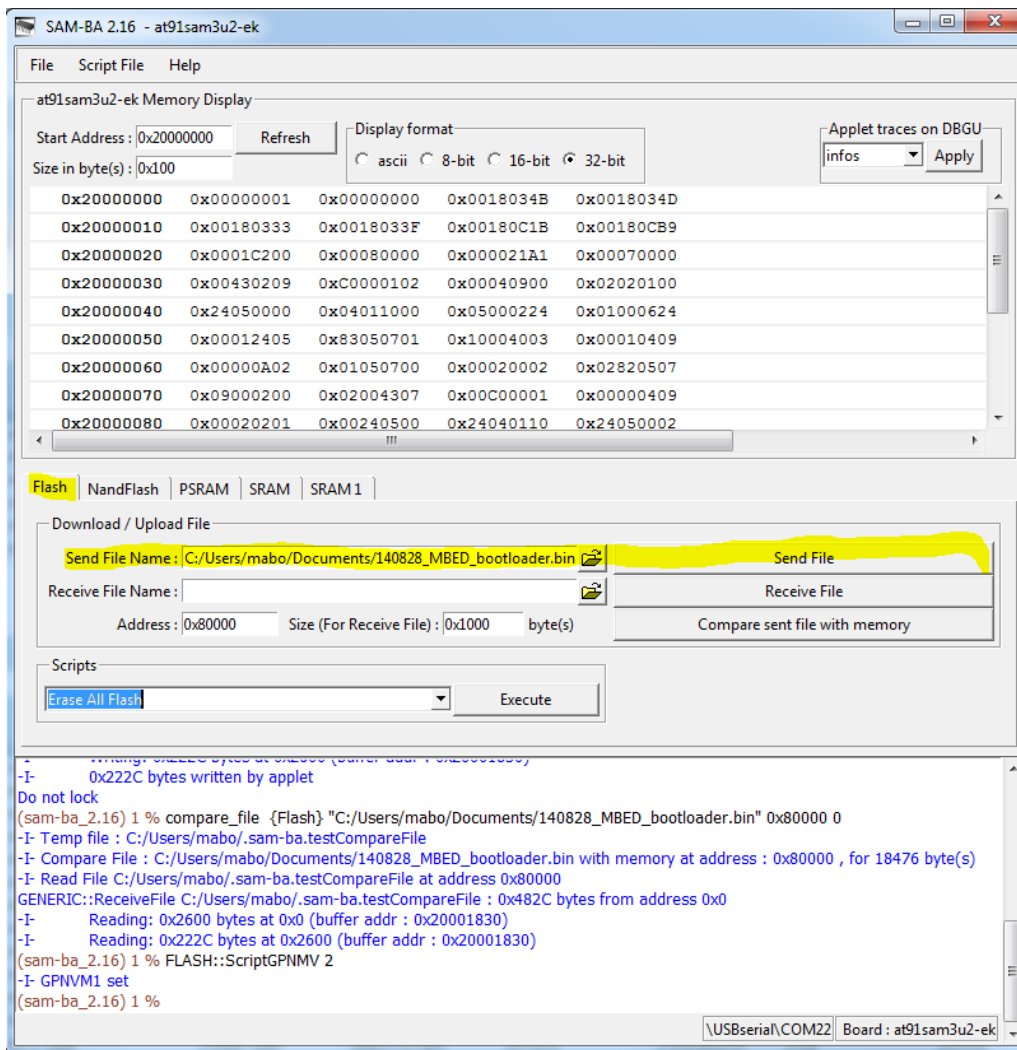 SAM-BA 2.16 - at91sam3u2-ek
File Script File Help
at91sam3u2-ek Memory Display
Start Address : 0x20000000 Refresh
Size in byte(s) : 0x100
Display format
ascii 8-bit 16-bit 32-bit
Applet traces on DBGU
infos Apply
0x20000000 0x00000001 0x00000000 0x0018034B 0x0018034D
0x20000010 0x00180333 0x0018033F 0x00180C1B 0x00180CB9
0x20000020 0x0001C200 0x00080000 0x000021A1 0x00070000
0x20000030 0x00430209 0xC0000102 0x00040900 0x02020100
0x20000040 0x24050000 0x04011000 0x05000224 0x01000624
0x20000050 0x00012405 0x83050701 0x10004003 0x00010409
0x20000060 0x00000A02 0x01050700 0x00020002 0x02820507
0x20000070 0x09000200 0x02004307 0x00C00001 0x00000409
0x20000080 0x00020201 0x00240500 0x24040110 0x24050002
Flash NandFlash PSRAM SRAM SRAM 1
Download / Upload File
Send File Name : C:/Users/mabo/Documents/140828_MBED_bootloader.bin Send File
Receive File Name : Receive File
Address : 0x80000 Size (For Receive File) : 0x1000 byte(s) Compare sent file with memory
Scripts
Erase All Flash Execute
-I- Writing: 0x222C bytes at 0x2600 (buffer addr : 0x20001830)
-I- 0x222C bytes written by applet
Do not lock
(sam-ba_2.16) 1 % compare_file {Flash} "C:/Users/mabo/Documents/140828_MBED_bootloader.bin" 0x80000 0
-I- Temp file : C:/Users/mabo/.sam-ba.testCompareFile
-I- Compare File : C:/Users/mabo/Documents/140828_MBED_bootloader.bin with memory at address : 0x80000 , for 18476 byte(s)
-I- Read File C:/Users/mabo/.sam-ba.testCompareFile at address 0x80000
GENERIC::ReceiveFile C:/Users/mabo/.sam-ba.testCompareFile : 0x482C bytes from address 0x0
-I- Reading: 0x2600 bytes at 0x0 (buffer addr : 0x20001830)
-I- Reading: 0x222C bytes at 0x2600 (buffer addr : 0x20001830)
(sam-ba_2.16) 1 % FLASH::ScriptGPNMV 2
-I- GPNVM1 set
(sam-ba_2.16) 1 %
\USBserial\COM22 Board : at91sam3u2-ek